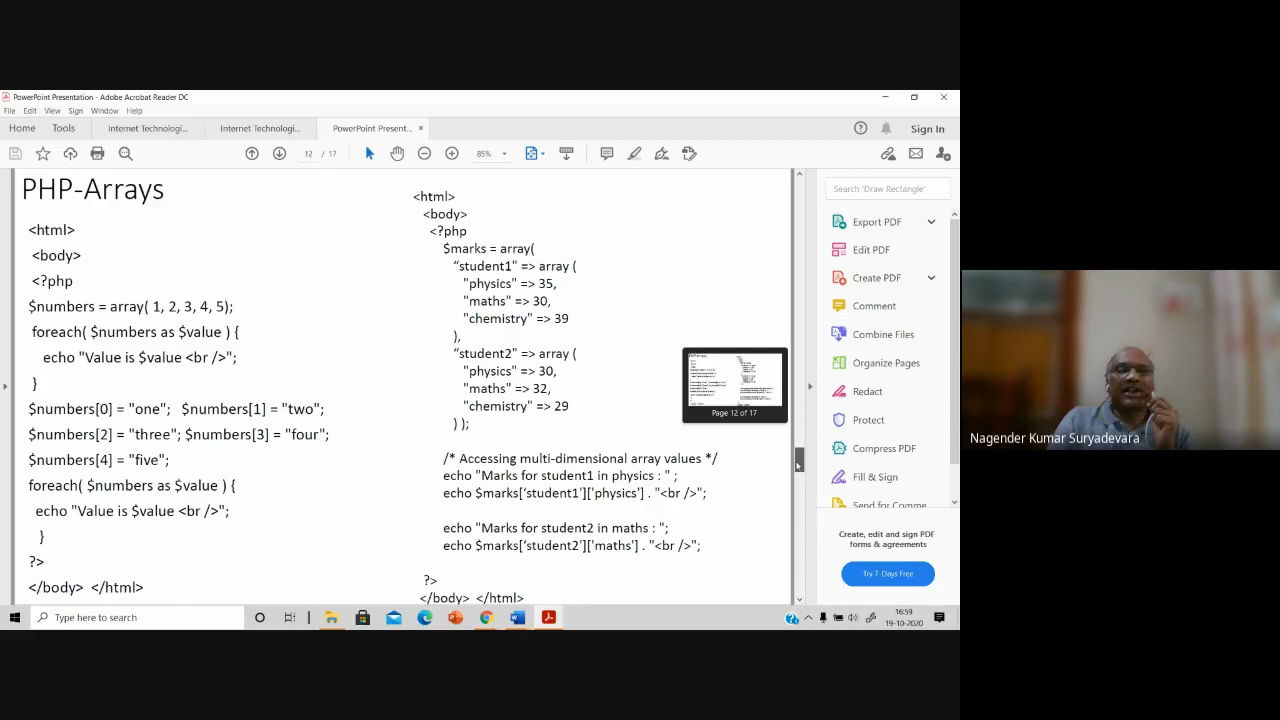 PowerPoint Presentation - Adobe Acrobat Reader DC
File Edit View Sign Window Help
Home Tools Internet Technologi... Internet Technologi... PowerPoint Present... × Sign In
12 / 17 85%
PHP-Arrays
<html>
<body>
<?php
$numbers = array( 1, 2, 3, 4, 5);
foreach( $numbers as $value ) {
echo "Value is $value <br />";
}
$numbers[0] = "one"; $numbers[1] = "two";
$numbers[2] = "three"; $numbers[3] = "four";
$numbers[4] = "five";
foreach( $numbers as $value ) {
echo "Value is $value <br />";
}
?>
</body> </html>
<html>
<body>
<?php
$marks = array(
“student1" => array (
"physics" => 35,
"maths" => 30,
"chemistry" => 39
),
“student2" => array (
"physics" => 30,
"maths" => 32,
"chemistry" => 29
) );
/* Accessing multi-dimensional array values */
echo "Marks for student1 in physics : " ;
echo $marks[‘student1']['physics'] . "<br />";
echo "Marks for student2 in maths : ";
echo $marks[‘student2']['maths'] . "<br />";
?>
</body> </html>
PHP-Arrays
Page 12 of 17
Search 'Draw Rectangle'
Export PDF
Edit PDF
Create PDF
Comment
Combine Files
Organize Pages
Redact
Protect
Compress PDF
Fill & Sign
Send for Comme
Create, edit and sign PDF
forms & agreements
Try 7-Days Free
Nagender Kumar Suryadevara
Type here to search
16:59
19-10-2020